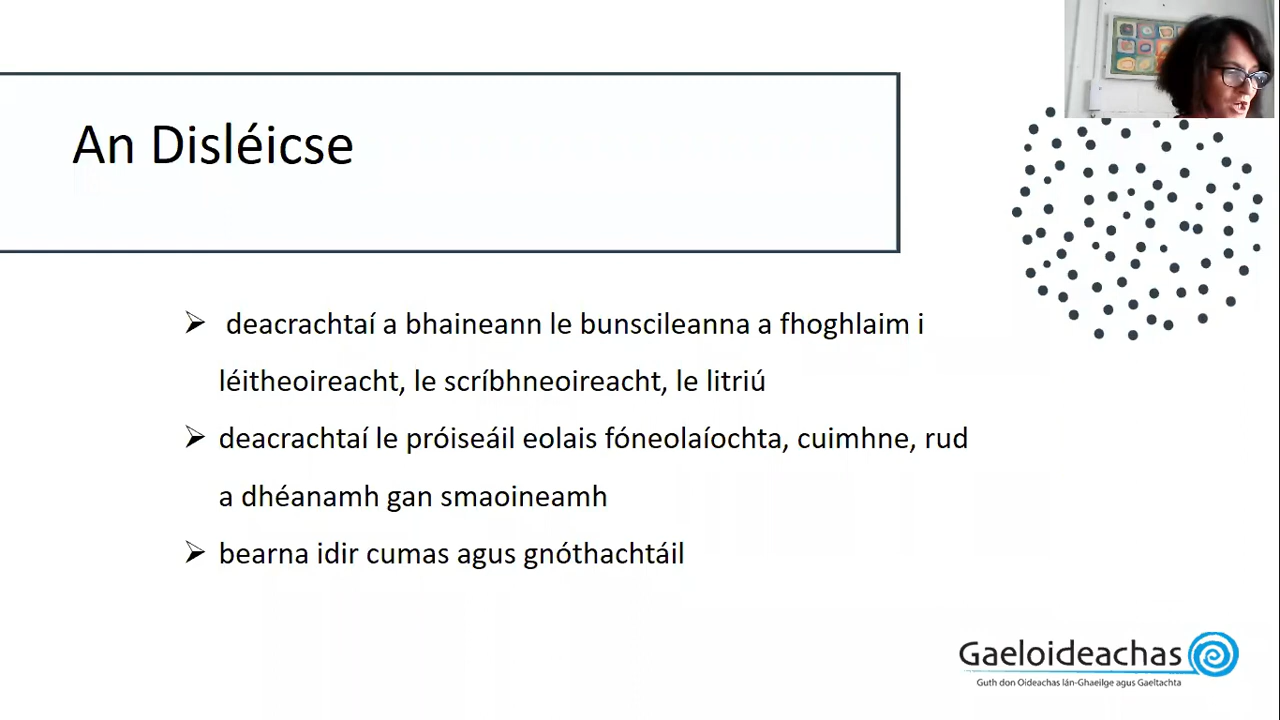 An Disléicse
deacrachtaí a bhaineann le bunscileanna a fhoghlaim i
léitheoireacht, le scríbhneoireacht, le litriú
deacrachtaí le próiseáil eolais fóneolaíochta, cuimhne, rud
a dhéanamh gan smaoineamh
bearna idir cumas agus gnóthachtáil
Gaeloideachas
Guth don Oideachas lán-Ghaeilge agus Gaeltachta